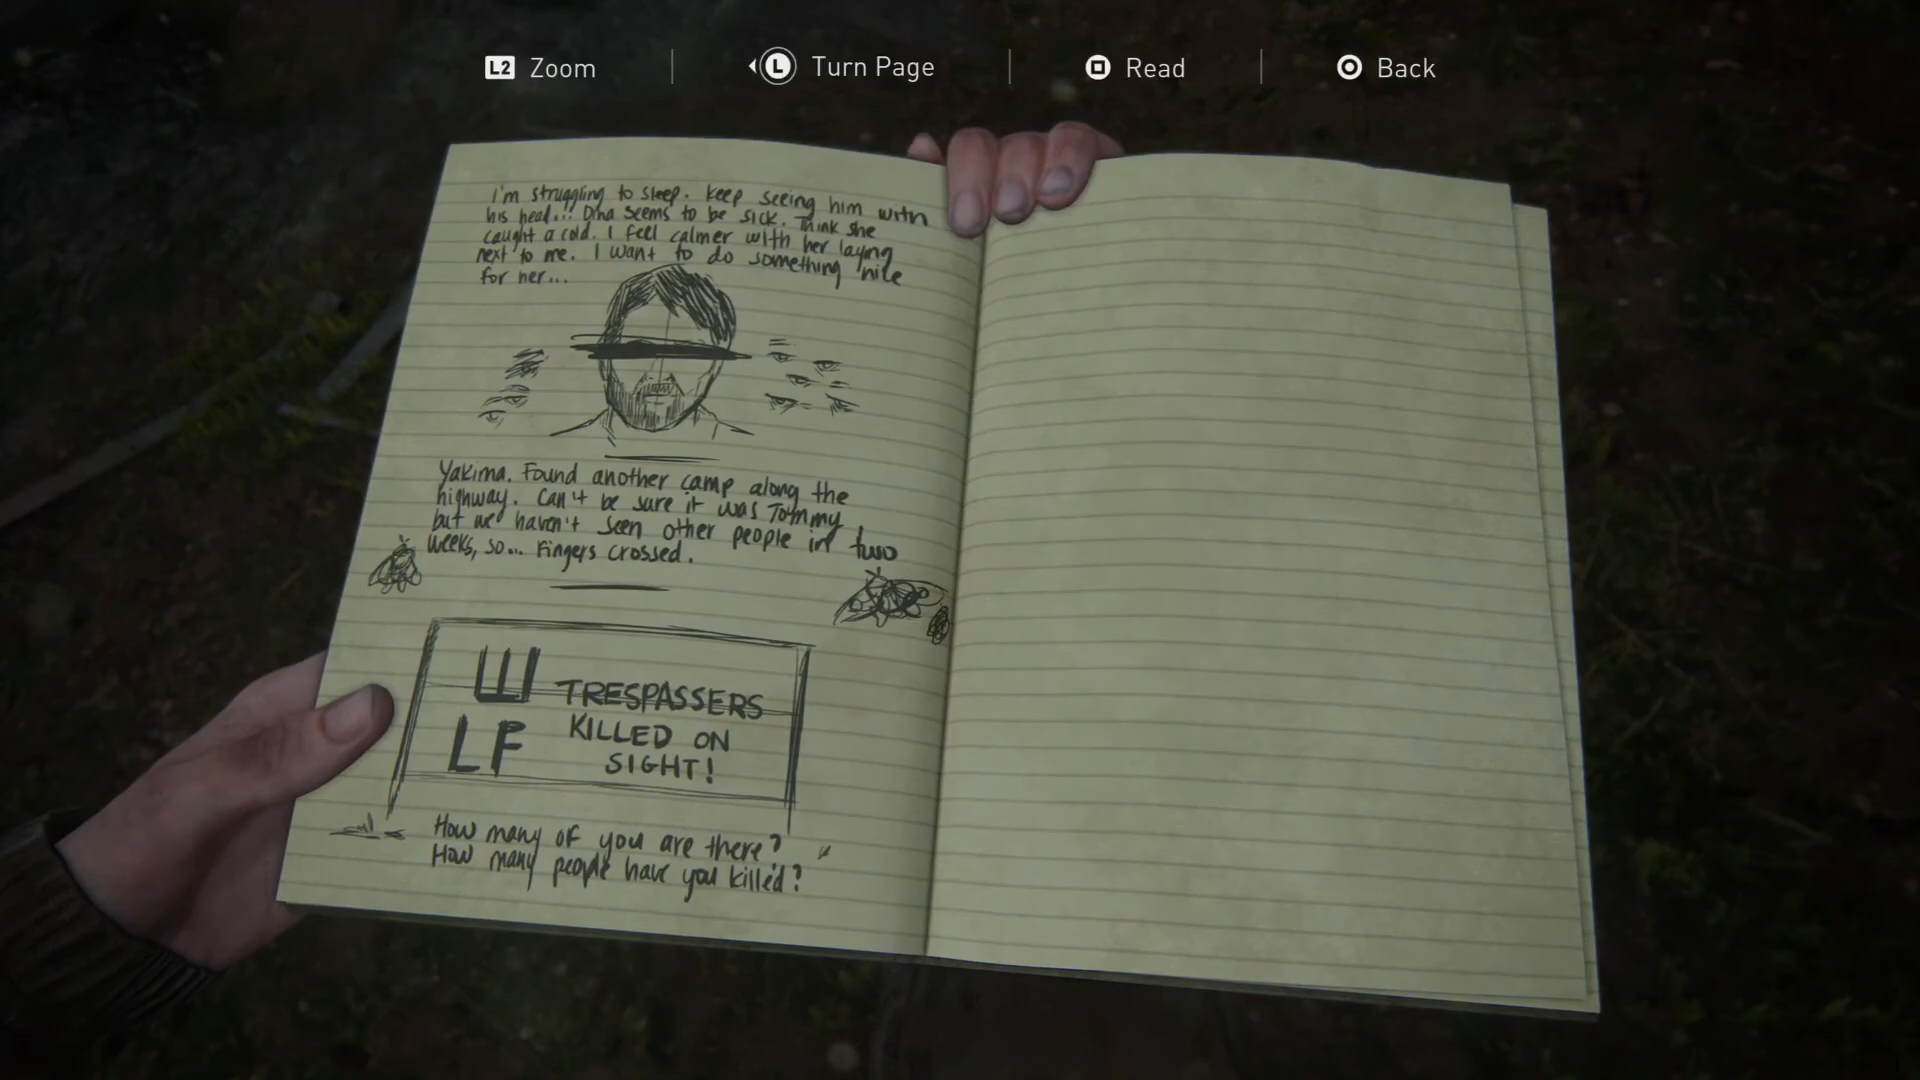 L2 Zoom
L Turn Page
Read
Back
I'm struggling to sleep. Keep seeing him with
his head... Dina seems to be sick. Think she
caught a cold. I feel calmer with her laying
next to me. I want to do something nice
for her...
Yakima. Found another camp along the
highway. Can't be sure it was Tommy
but we haven't seen other people in two
weeks, so... Fingers crossed.
W
LF
TRESPASSERS
KILLED ON
SIGHT!
How many of you are there?
How many people have you killed?